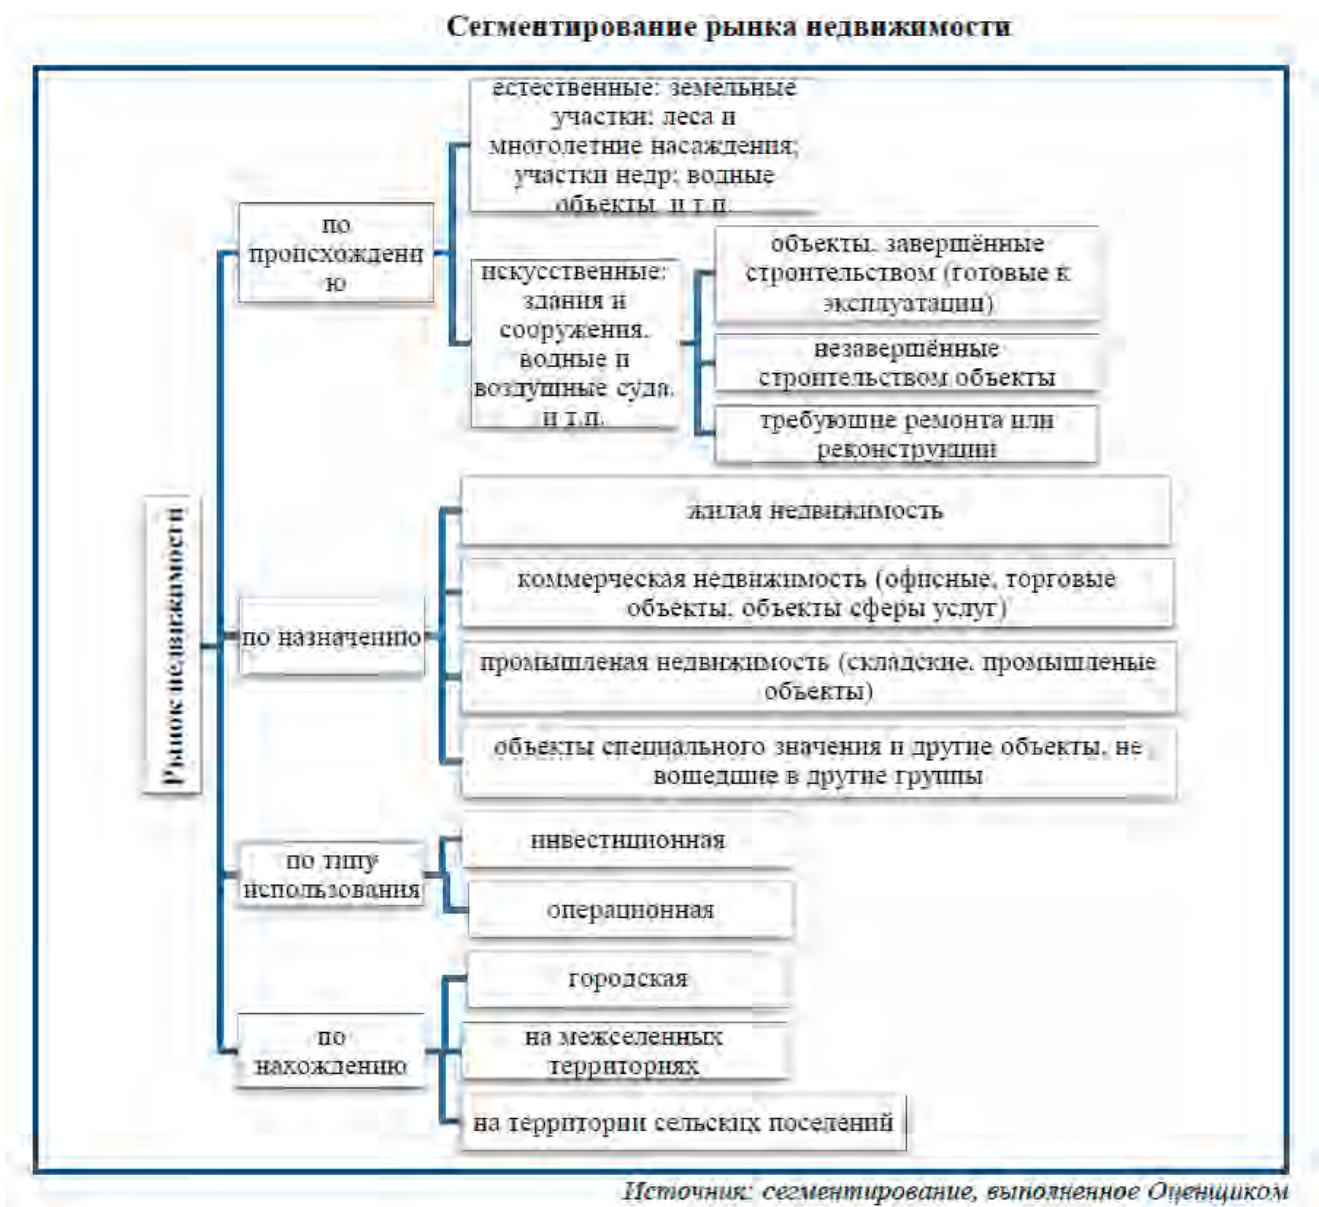 Сегментирование рынка недвижимости
естественные: земельные
участки; леса и
многолетние насаждения;
участки недр; водные
объекты, и т.п.
по
происхождени
ю
искусственные:
здания и
сооружения,
водные и
воздушные суда,
и т.п.
объекты, завершённые
строительством (готовые к
эксплуатации)
незавершённые
строительством объекты
требующие ремонта или
реконструкции
Рынок недвижимости
по назначению
жилая недвижимость
коммерческая недвижимость (офисные, торговые
объекты, объекты сферы услуг)
промышленая недвижимость (складские, промышленые
объекты)
объекты специального значения и другие объекты, не
вошедшие в другие группы
по типу
использования
инвестиционная
операционная
по
нахождению
городская
на межселенных
территориях
на территории сельских поселений
Источник: сегментирование, выполненное Оценщиком